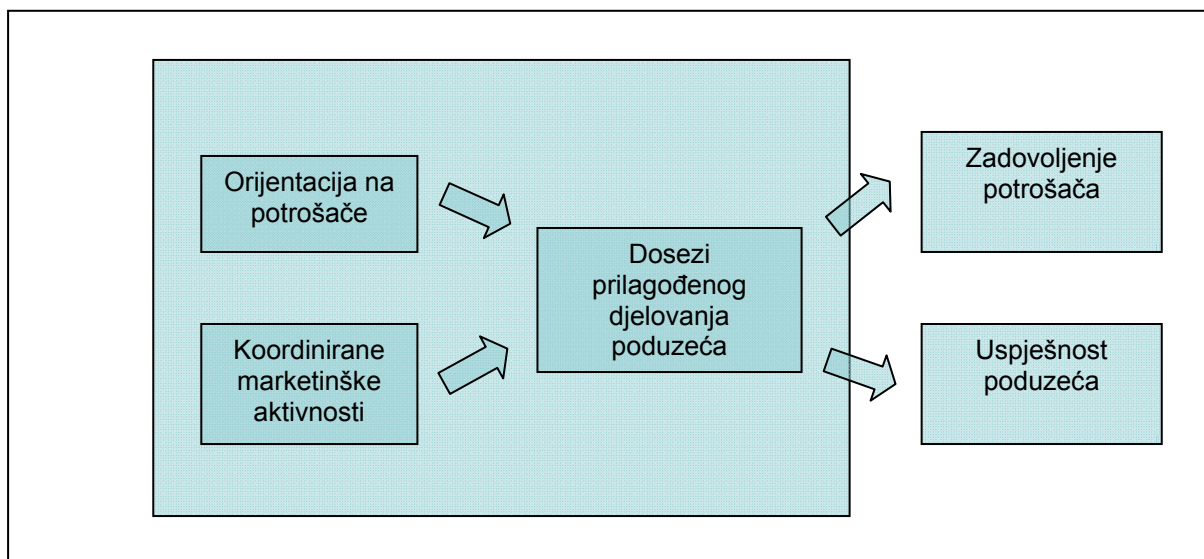 Orijentacija na
potrošače
Koordinirane
marketinške
aktivnosti
Dosezi
prilagođenog
djelovanja
poduzeća
Zadovoljenje
potrošača
Uspješnost
poduzeća